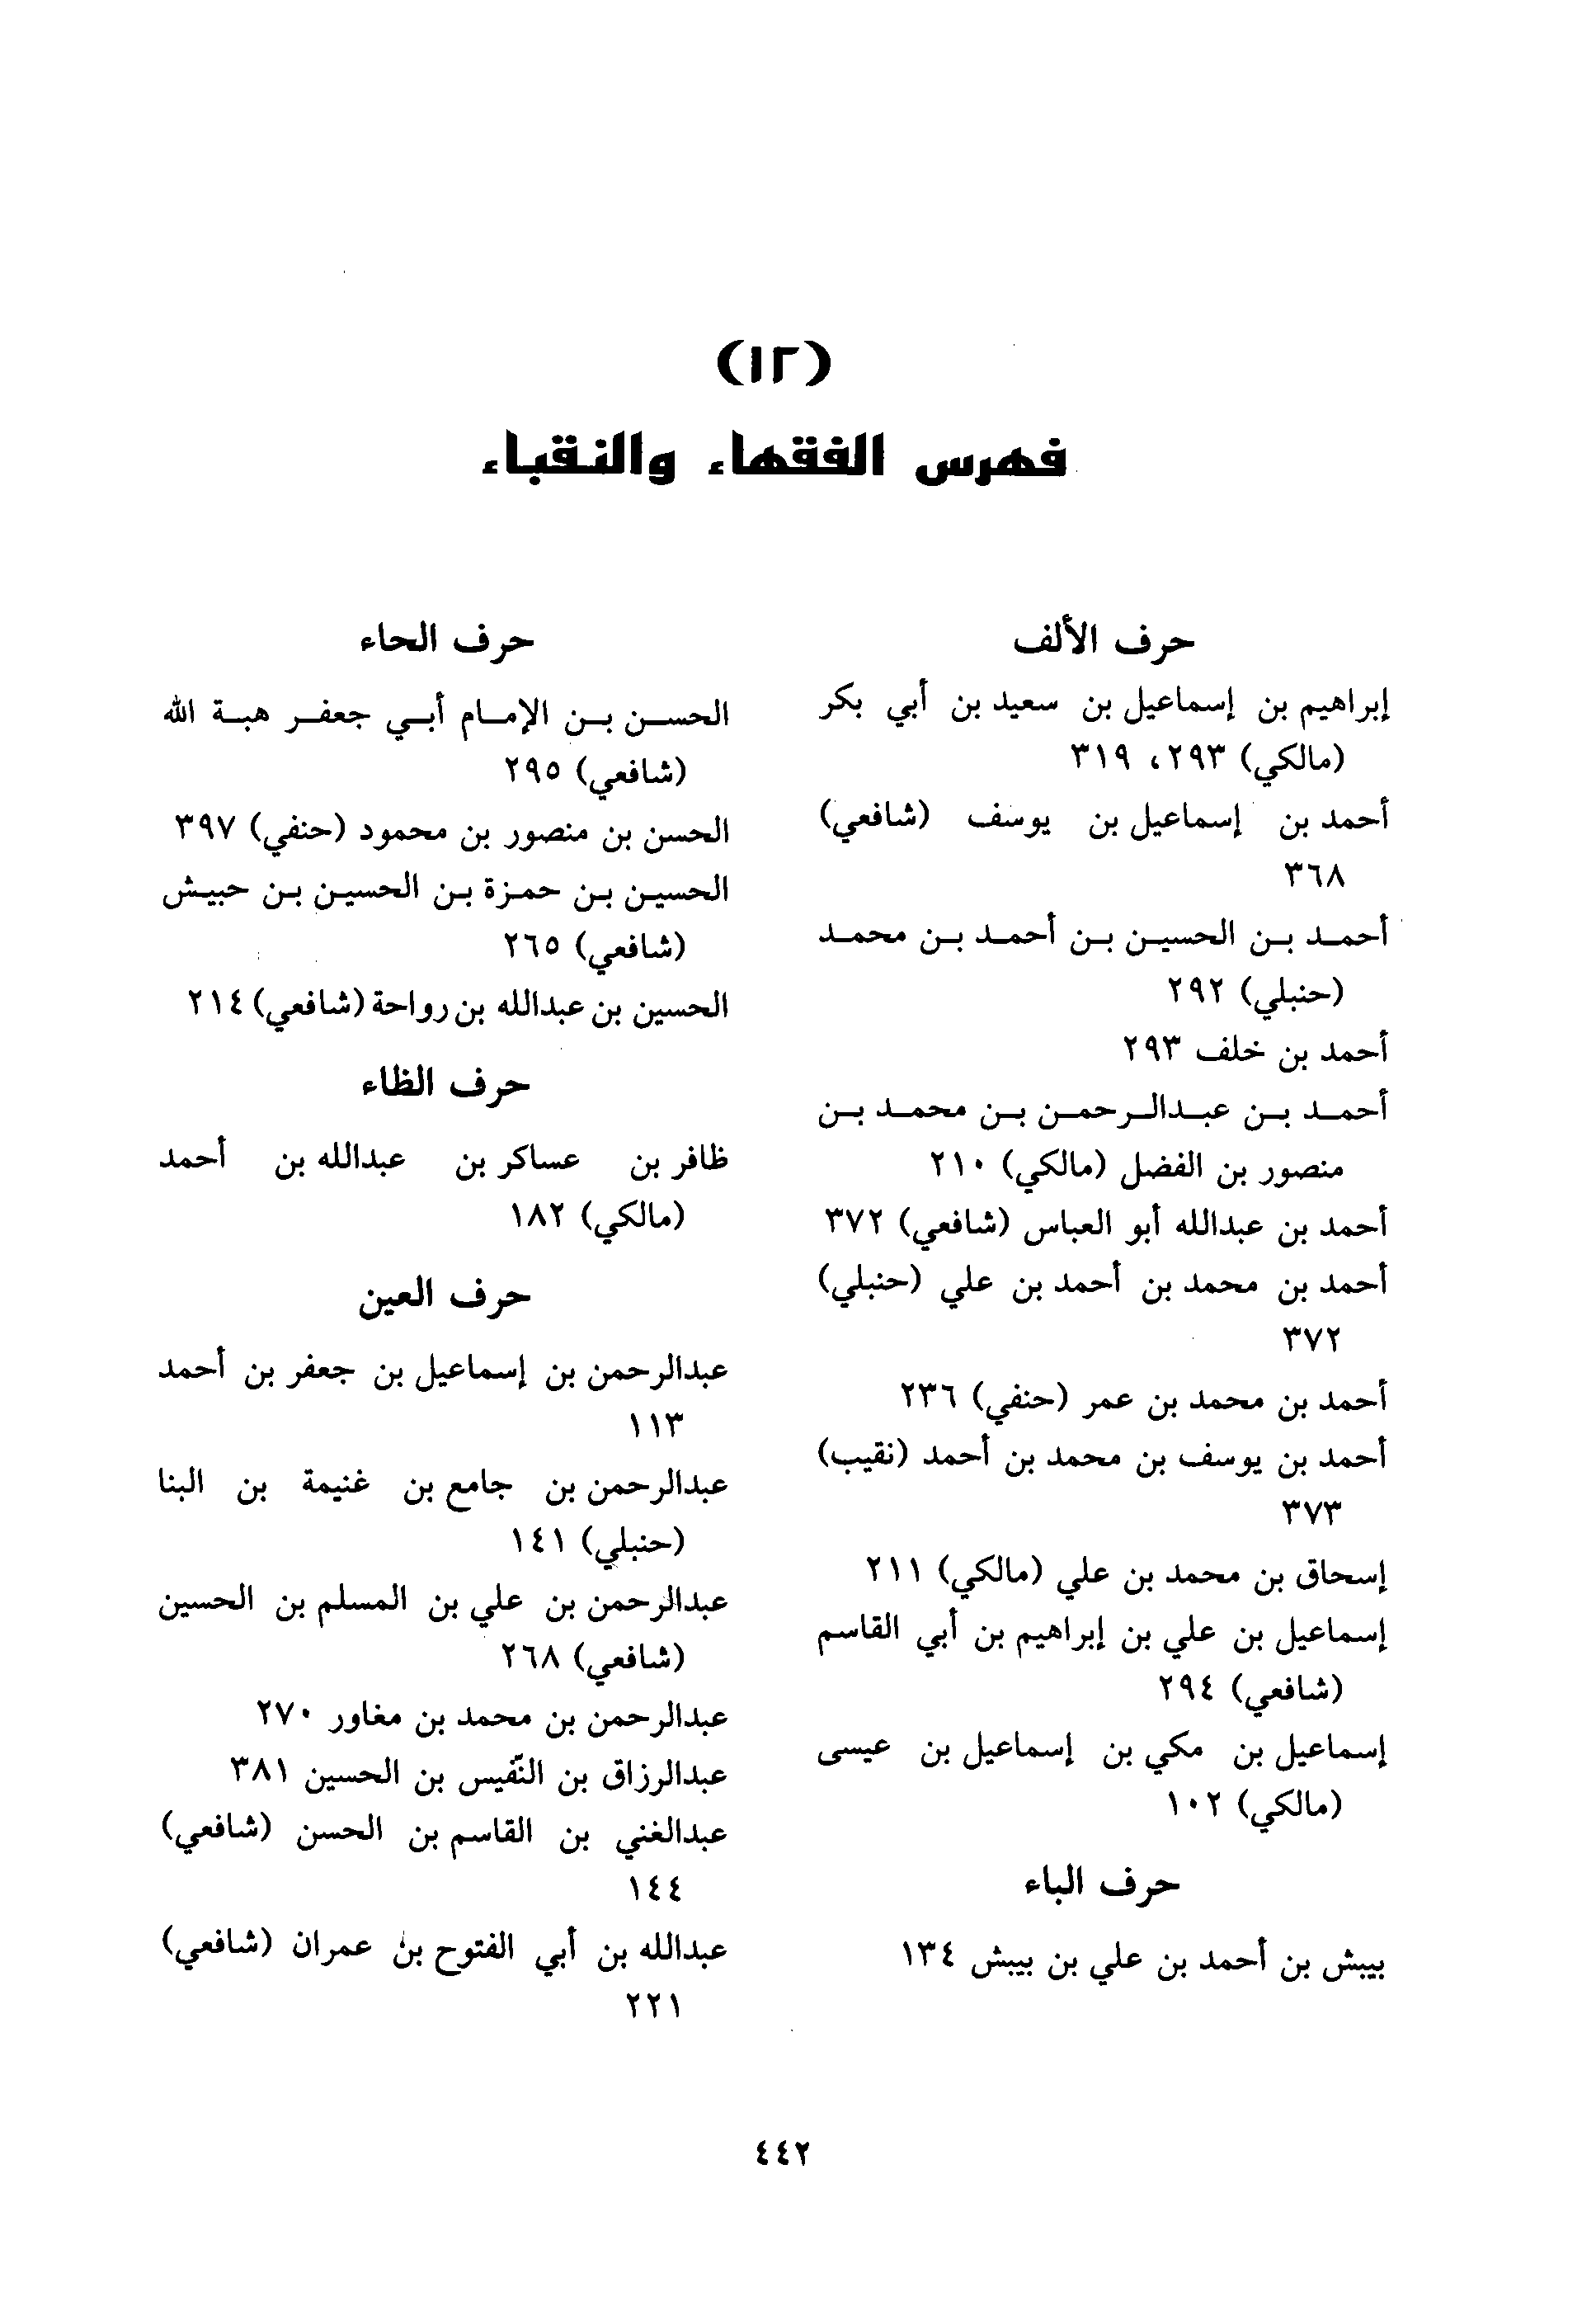 (١٢)
فهرس الفقهاء والنقباء
حرف الألف
إبراهيم بن إسماعيل بن سعيد بن أبي بكر
(مالكي) ٢٩٣، ٣١٩
أحمد بن إسماعيل بن يوسف (شافعي)
٣٦٨
أحمد بن الحسين بن أحمد بن محمد
(حنبلي) ٢٩٢
أحمد بن خلف ٢٩٣
أحمد بن عبدالرحمن بن محمد بن
منصور بن الفضل (مالكي) ٢١٠
أحمد بن عبدالله أبو العباس (شافعي) ٣٧٢
أحمد بن محمد بن أحمد بن علي (حنبلي)
٣٧٢
أحمد بن محمد بن عمر (حنفي) ٢٣٦
أحمد بن يوسف بن محمد بن أحمد (نقيب)
٣٧٣
إسحاق بن محمد بن علي (مالكي) ٢١١
إسماعيل بن علي بن إبراهيم بن أبي القاسم
(شافعي) ٢٩٤
إسماعيل بن مكي بن إسماعيل بن عيسى
(مالكي) ١٠٢
حرف الباء
بيبش بن أحمد بن علي بن بيبش ١٣٤
حرف الحاء
الحسن بن الإمام أبي جعفر هبة الله
(شافعي) ٢٩٥
الحسن بن منصور بن محمود (حنفي) ٣٩٧
الحسين بن حمزة بن الحسين بن حبيش
(شافعي) ٢٦٥
الحسين بن عبدالله بن رواحة (شافعي) ٢١٤
حرف الظاء
ظافر بن عساكر بن عبدالله بن أحمد
(مالكي) ١٨٢
حرف العين
عبدالرحمن بن إسماعيل بن جعفر بن أحمد
١١٣
عبدالرحمن بن جامع بن غنيمة بن البنا
(حنبلي) ١٤١
عبدالرحمن بن علي بن المسلم بن الحسين
(شافعي) ٢٦٨
عبدالرحمن بن محمد بن مغاور ٢٧٠
عبدالرزاق بن النّفيس بن الحسين ٣٨١
عبدالغني بن القاسم بن الحسن (شافعي)
١٤٤
عبدالله بن أبي الفتوح بن عمران (شافعي)
٢٢١
٤٤٢